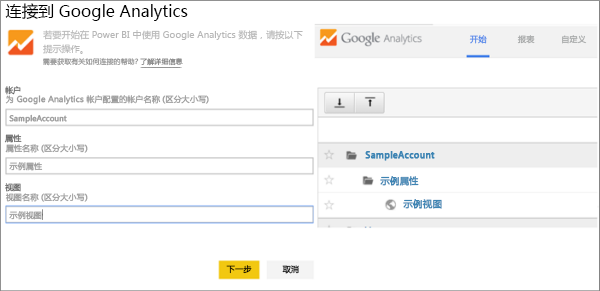 连接到 Google Analytics
若要开始在 Power BI 中使用 Google Analytics 数据，请按以下
提示操作。
需要获取有关如何连接的帮助? 了解详细信息
帐户
为 Google Analytics 帐户配置的帐户名称 (区分大小写)
SampleAccount
属性
属性名称 (区分大小写)
示例属性
视图
视图名称 (区分大小写)
示例视图
下一步 取消
Google Analytics 开始 报表 自定义
SampleAccount
示例属性
示例视图